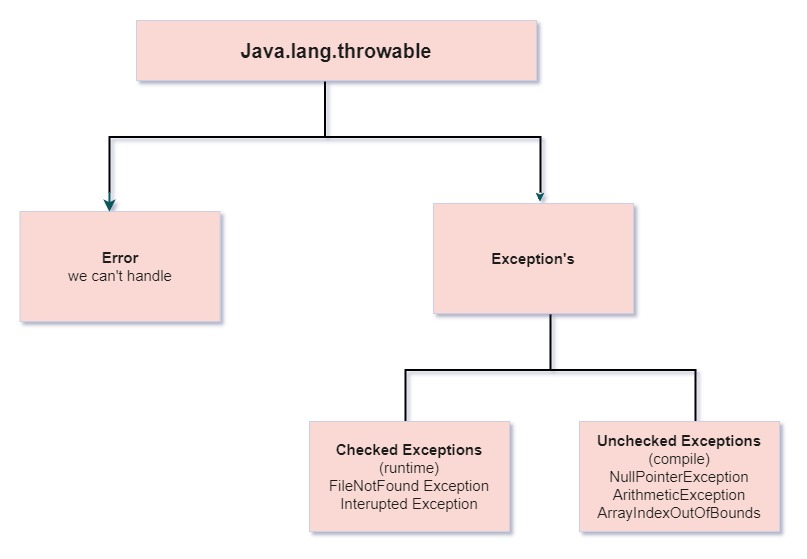 Java.lang.throwable
Error
we can't handle
Exception's
Checked Exceptions
(runtime)
FileNotFound Exception
Interupted Exception
Unchecked Exceptions
(compile)
NullPointerException
ArithmeticException
ArrayIndexOutOfBounds